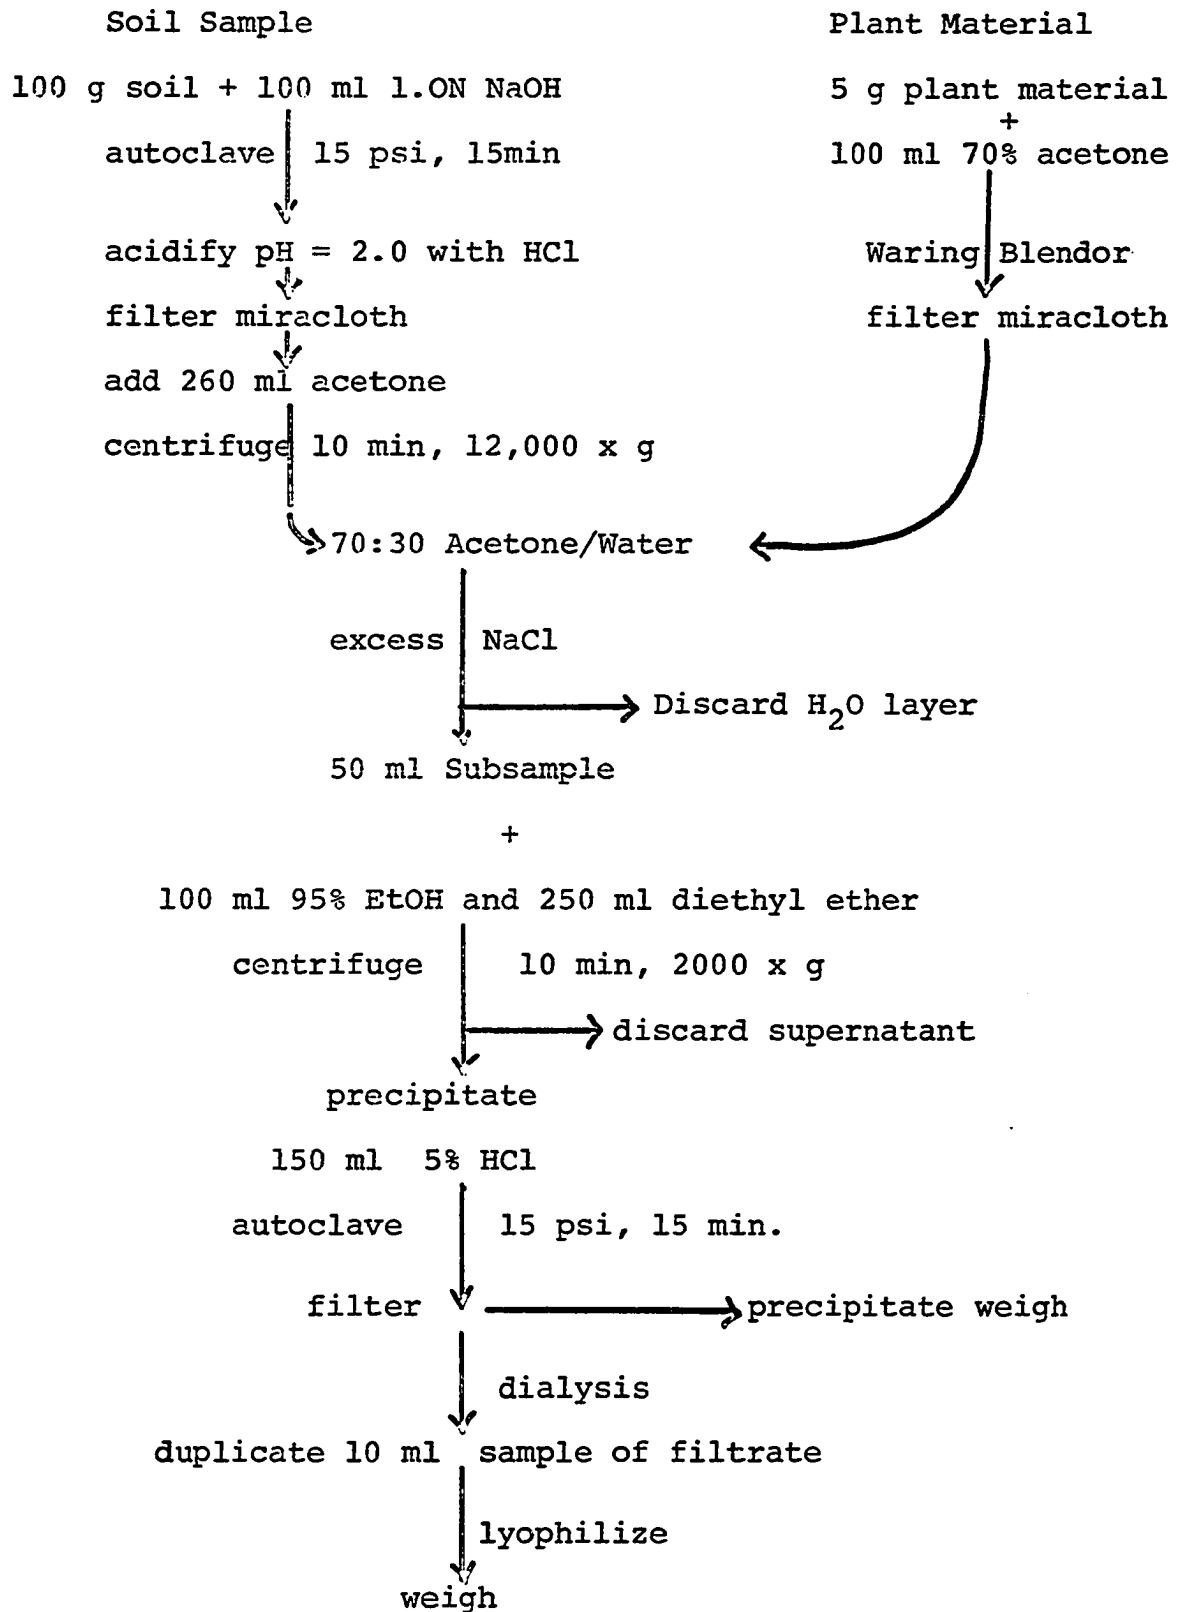 Soil Sample
Plant Material
100 g soil + 100 ml 1.ON NaOH
5 g plant material
+
100 ml 70% acetone
autoclave 15 psi, 15min
acidify pH = 2.0 with HCl
Waring Blendor
filter miracloth
filter miracloth
add 260 ml acetone
centrifuge 10 min, 12,000 x g
70:30 Acetone/Water
excess NaCl
Discard H₂O layer
50 ml Subsample
+
100 ml 95% EtOH and 250 ml diethyl ether
centrifuge 10 min, 2000 x g
discard supernatant
precipitate
150 ml 5% HCl
autoclave 15 psi, 15 min.
filter
precipitate weigh
dialysis
duplicate 10 ml sample of filtrate
lyophilize
weigh